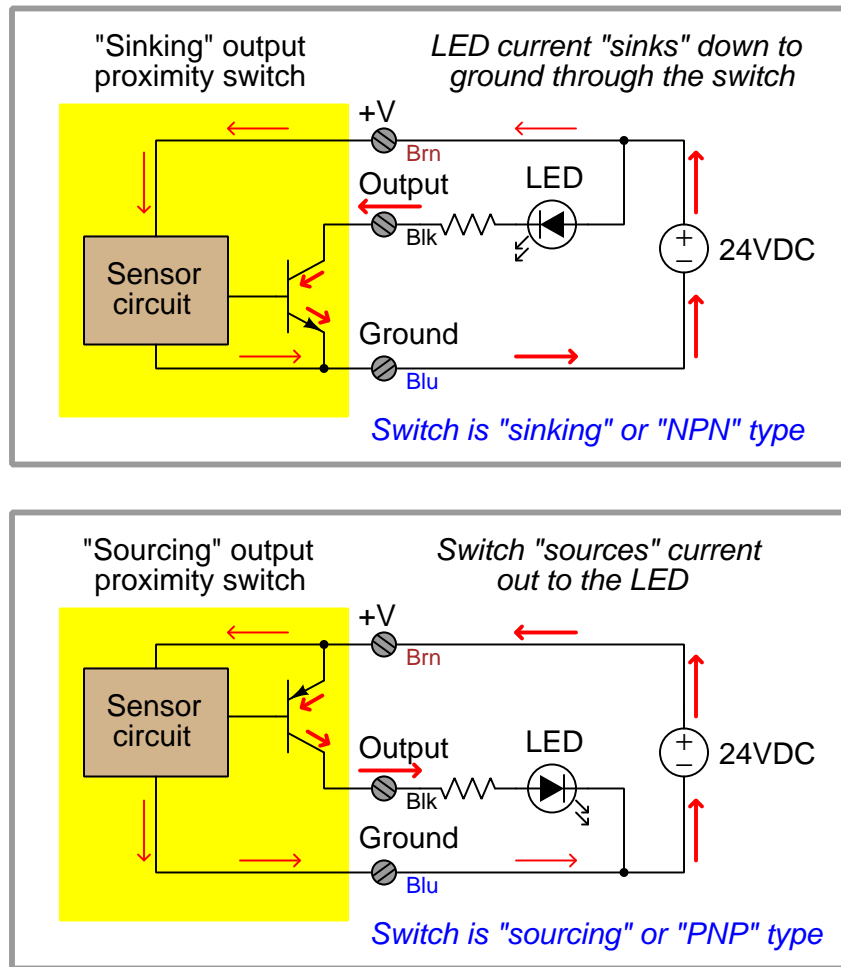 "Sinking" output
proximity switch
LED current "sinks" down to
ground through the switch
+V
Brn
Output
LED
Blk
24VDC
+
−
Sensor
circuit
Ground
Blu
Switch is "sinking" or "NPN" type
"Sourcing" output
proximity switch
Switch "sources" current
out to the LED
+V
Brn
Sensor
circuit
Output
LED
Blk
24VDC
+
−
Ground
Blu
Switch is "sourcing" or "PNP" type